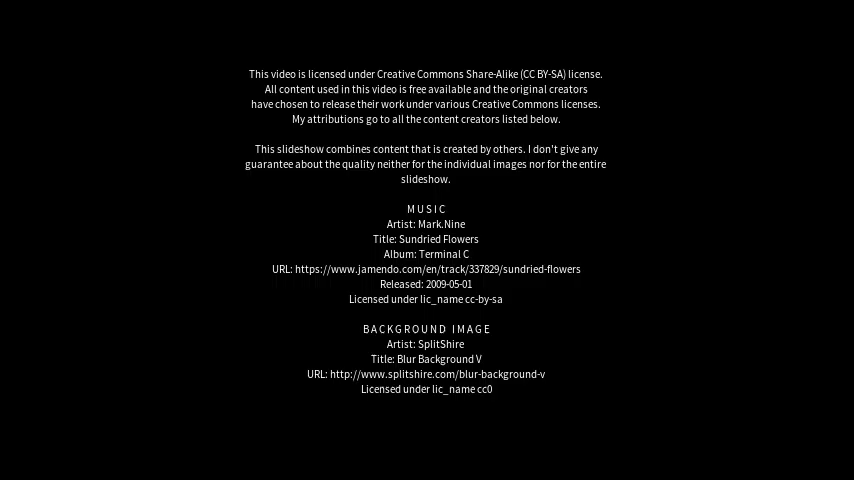 This video is licensed under Creative Commons Share-Alike (CC BY-SA) license.
All content used in this video is free available and the original creators
have chosen to release their work under various Creative Commons licenses.
My attributions go to all the content creators listed below.
This slideshow combines content that is created by others. I don't give any
guarantee about the quality neither for the individual images nor for the entire
slideshow.
MUSIC
Artist: Mark.Nine
Title: Sundried Flowers
Album: Terminal C
URL: https://www.jamendo.com/en/track/337829/sundried-flowers
Released: 2009-05-01
Licensed under lic_name cc-by-sa
BACKGROUND IMAGE
Artist: SplitShire
Title: Blur Background V
URL: http://www.splitshire.com/blur-background-v
Licensed under lic_name cc0